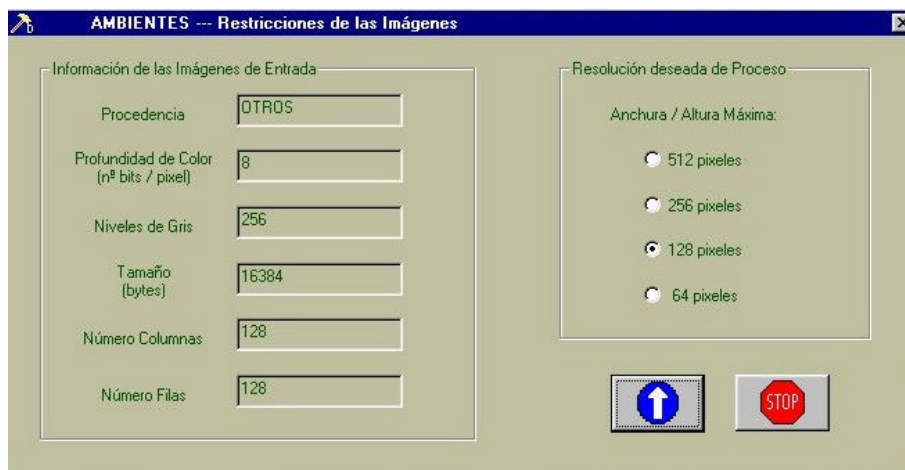 AMBIENTES --- Restricciones de las Imágenes
Información de las Imágenes de Entrada
Procedencia
OTROS
Profundidad de Color
(nº bits / pixel)
8
Niveles de Gris
256
Tamaño
(bytes)
16384
Número Columnas
128
Número Filas
128
Resolución deseada de Proceso
Anchura / Altura Máxima:
512 pixeles
256 pixeles
128 pixeles
64 pixeles
STOP